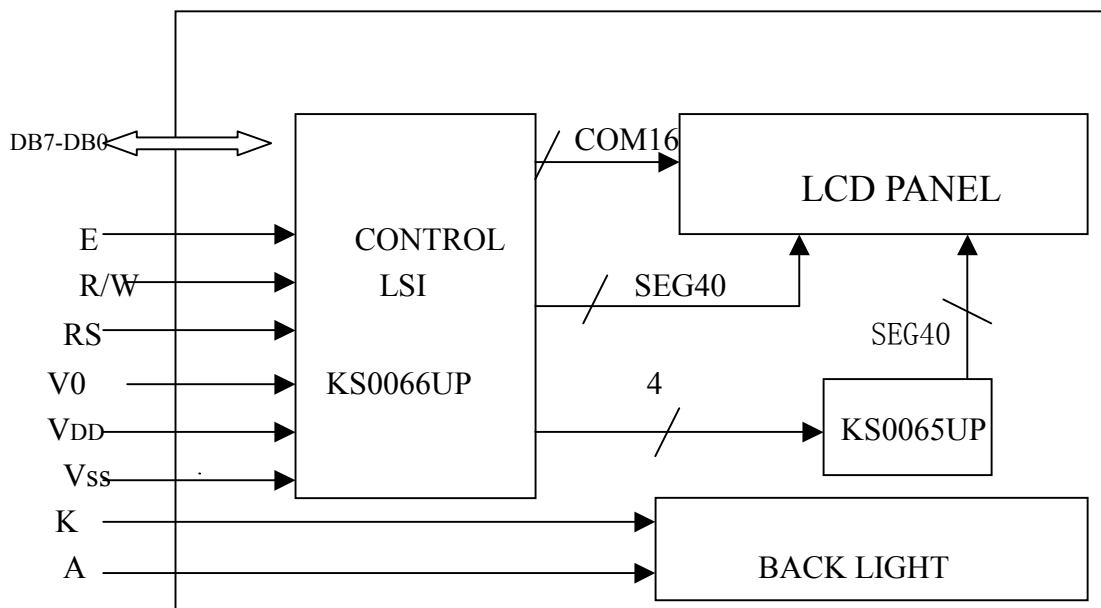 DB7-DB0
COM16
LCD PANEL
E
CONTROL
R/W
LSI
SEG40
RS
SEG40
V0
KS0066UP
4
VDD
KS0065UP
Vss
K
A
BACK LIGHT